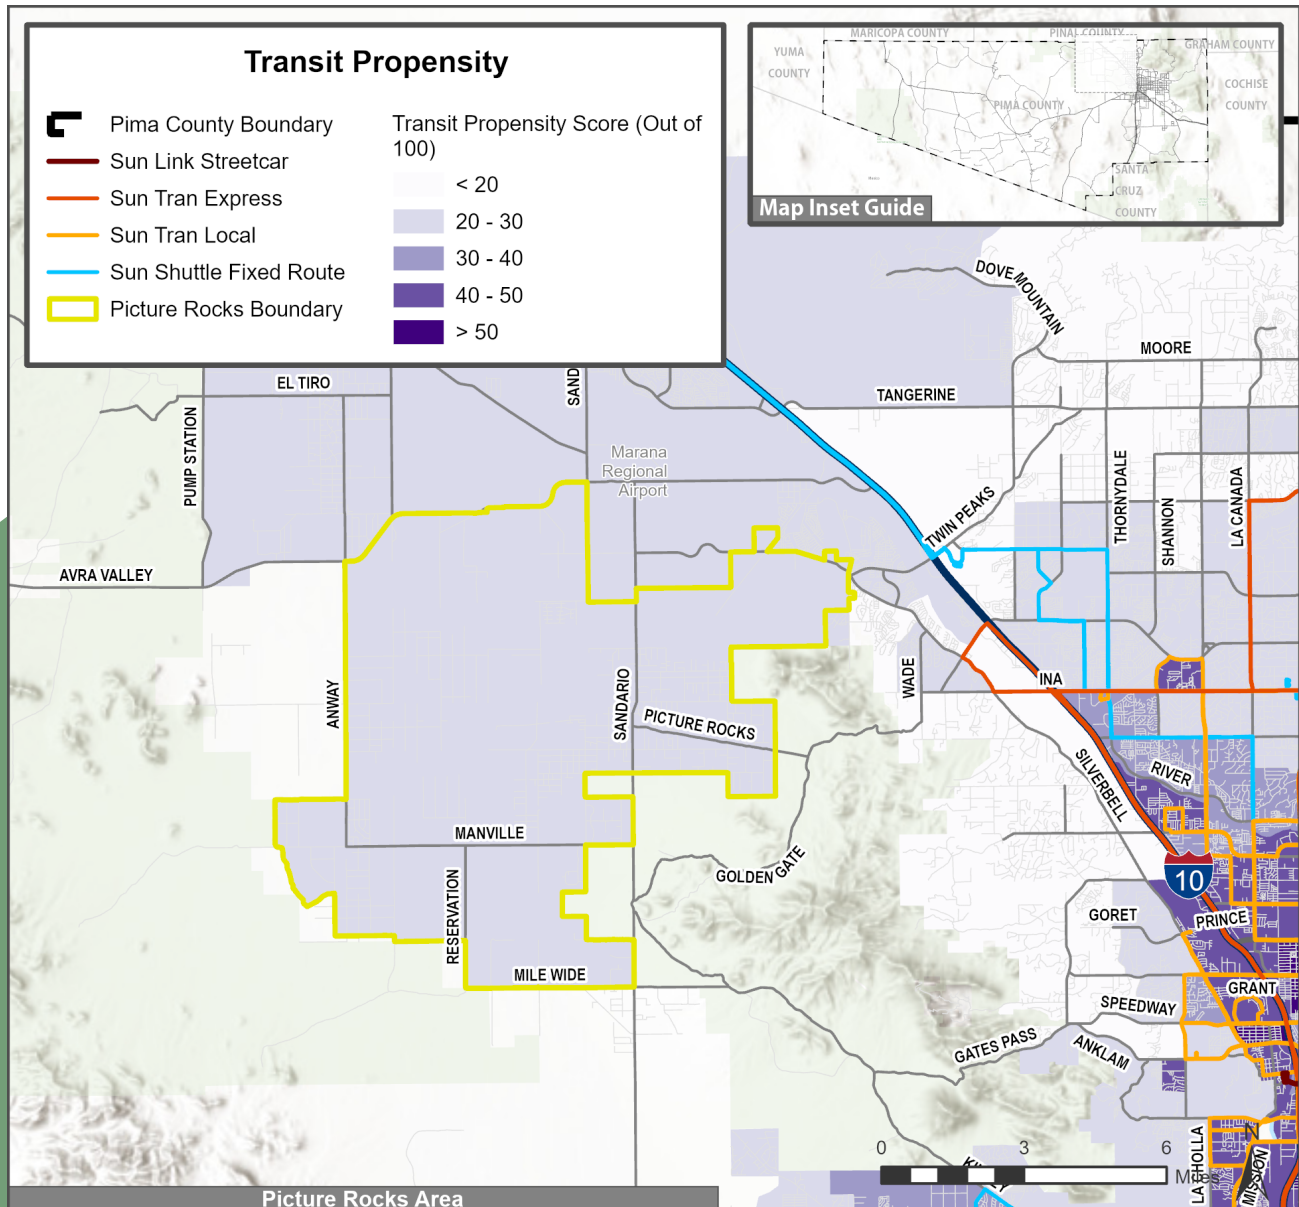 Transit Propensity
Pima County Boundary
Sun Link Streetcar
Sun Tran Express
Sun Tran Local
Sun Shuttle Fixed Route
Picture Rocks Boundary
Transit Propensity Score (Out of
100)
< 20
20 - 30
30 - 40
40 - 50
> 50
MARICOPA COUNTY
PINAL COUNTY
GRAHAM COUNTY
YUMA
COUNTY
COCHISE
COUNTY
PIMA COUNTY
SANTA
CRUZ
COUNTY
Map Inset Guide
DOVE MOUNTAIN
MOORE
EL TIRO
SAND
TANGERINE
PUMP STATION
Marana
Regional
Airport
THORNYDALE
SHANNON
LA CANADA
TWIN PEAKS
AVRA VALLEY
ANWAY
SANDARIO
WADE
INA
PICTURE ROCKS
SILVERBELL
RIVER
MANVILLE
GOLDEN GATE
10
RESERVATION
GORET
PRINCE
MILE WIDE
GRANT
SPEEDWAY
GATES PASS
ANKLAM
LA CHOLLA
MISSION
N
0 3 6
Miles
Picture Rocks Area